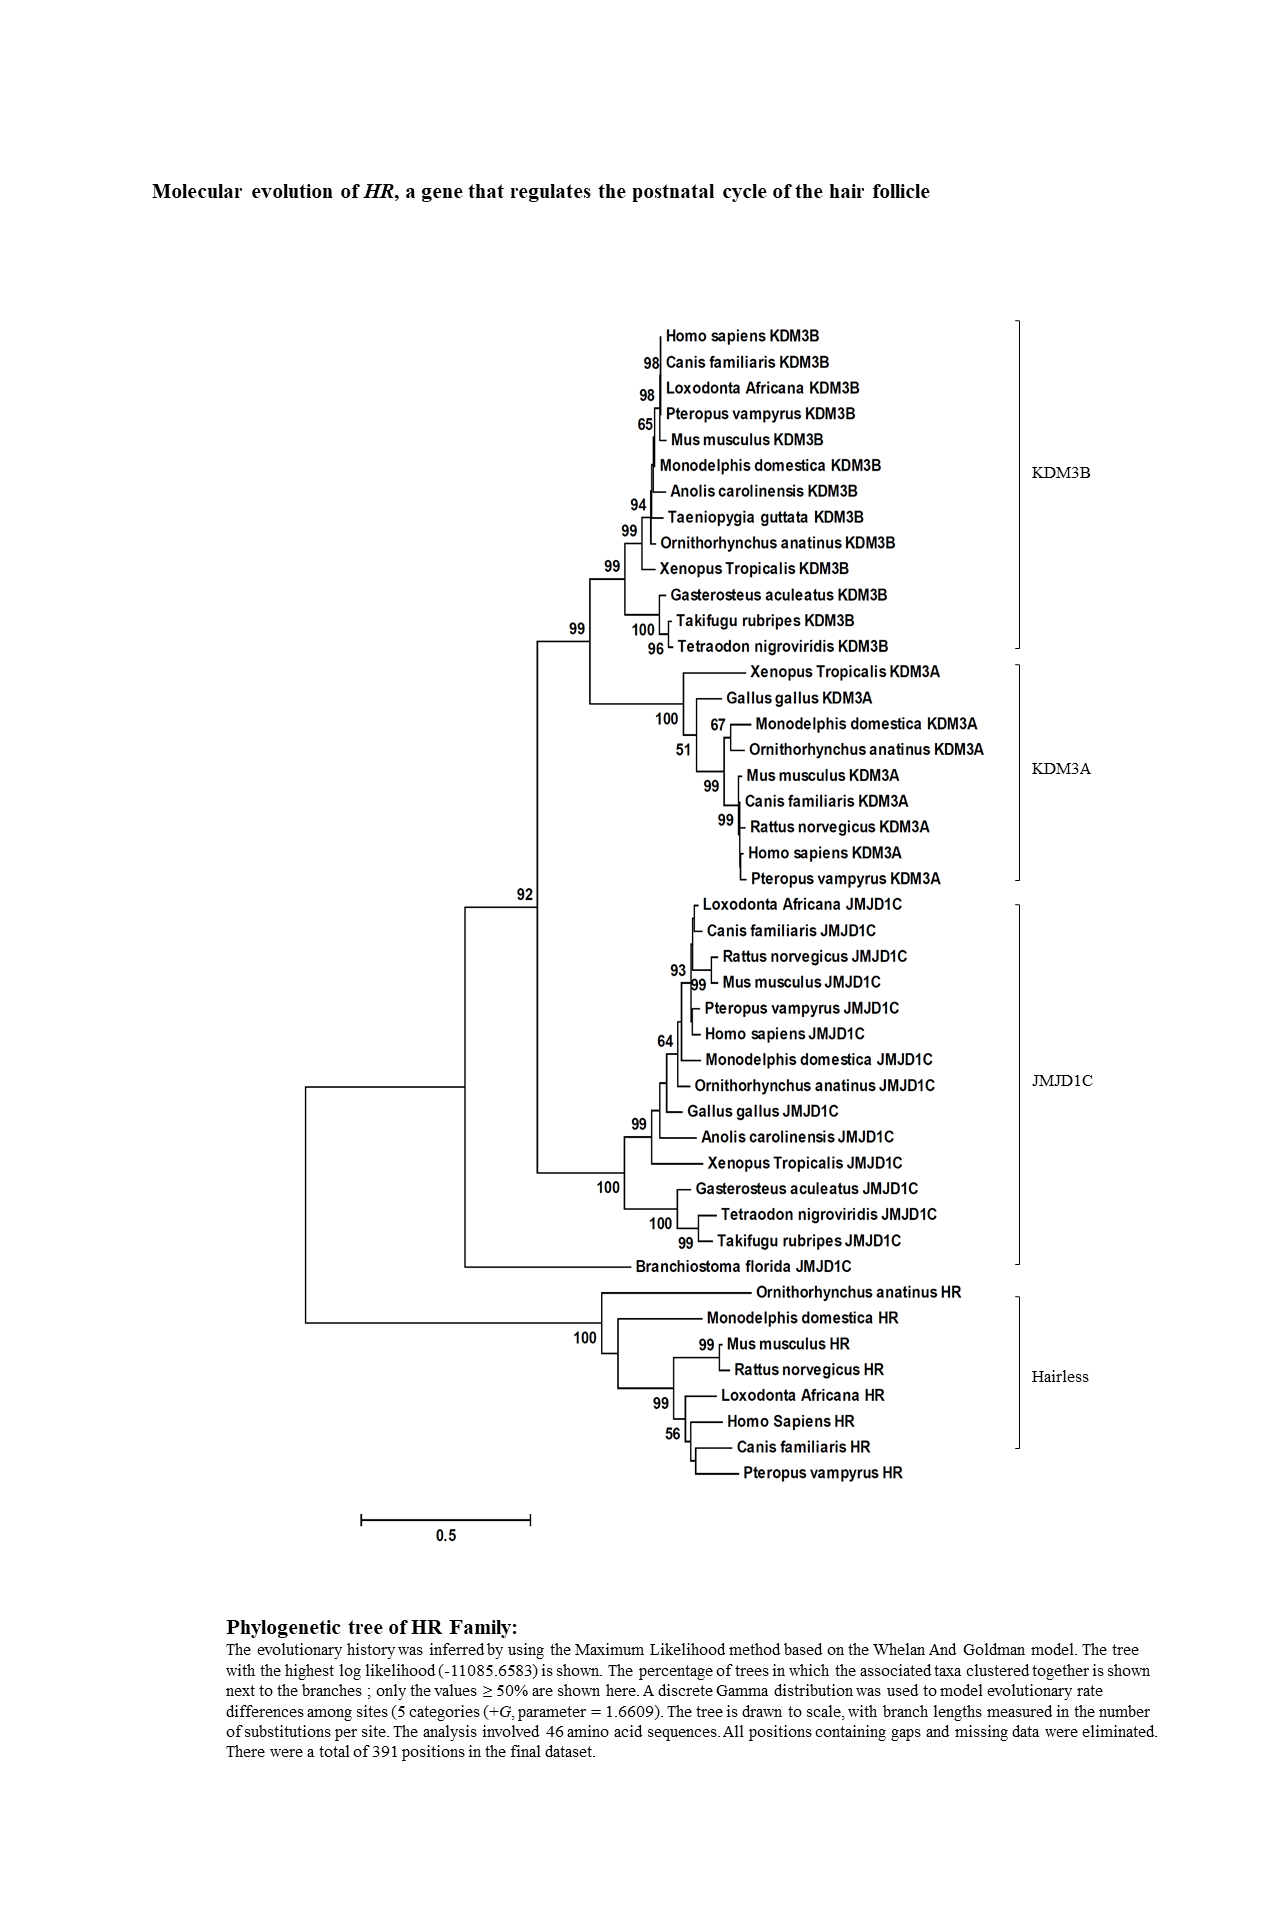 Molecular evolution of HR, a gene that regulates the postnatal cycle of the hair follicle
Homo sapiens KDM3B
98 Canis familiaris KDM3B
98 Loxodonta Africana KDM3B
Pteropus vampyrus KDM3B
65
Mus musculus KDM3B
Monodelphis domestica KDM3B
KDM3B
Anolis carolinensis KDM3B
94
Taeniopygia guttata KDM3B
99
Ornithorhynchus anatinus KDM3B
99 Xenopus Tropicalis KDM3B
Gasterosteus aculeatus KDM3B
Takifugu rubripes KDM3B
99
100
96 Tetraodon nigroviridis KDM3B
Xenopus Tropicalis KDM3A
Gallus gallus KDM3A
100
67 Monodelphis domestica KDM3A
51 Ornithorhynchus anatinus KDM3A
KDM3A
Mus musculus KDM3A
99
Canis familiaris KDM3A
99
Rattus norvegicus KDM3A
Homo sapiens KDM3A
Pteropus vampyrus KDM3A
92
Loxodonta Africana JMJD1C
Canis familiaris JMJD1C
Rattus norvegicus JMJD1C
93
99 Mus musculus JMJD1C
Pteropus vampyrus JMJD1C
Homo sapiens JMJD1C
64
Monodelphis domestica JMJD1C
JMJD1C
Ornithorhynchus anatinus JMJD1C
Gallus gallus JMJD1C
99
Anolis carolinensis JMJD1C
Xenopus Tropicalis JMJD1C
100
Gasterosteus aculeatus JMJD1C
Tetraodon nigroviridis JMJD1C
100
99 Takifugu rubripes JMJD1C
Branchiostoma florida JMJD1C
Ornithorhynchus anatinus HR
Monodelphis domestica HR
100
99 Mus musculus HR
Rattus norvegicus HR
Hairless
Loxodonta Africana HR
99
Homo Sapiens HR
56
Canis familiaris HR
Pteropus vampyrus HR
0.5
Phylogenetic tree of HR Family:
The evolutionary history was inferred by using the Maximum Likelihood method based on the Whelan And Goldman model. The tree
with the highest log likelihood (-11085.6583) is shown. The percentage of trees in which the associated taxa clustered together is shown
next to the branches ; only the values ≥ 50% are shown here. A discrete Gamma distribution was used to model evolutionary rate
differences among sites (5 categories (+G, parameter = 1.6609). The tree is drawn to scale, with branch lengths measured in the number
of substitutions per site. The analysis involved 46 amino acid sequences. All positions containing gaps and missing data were eliminated.
There were a total of 391 positions in the final dataset.